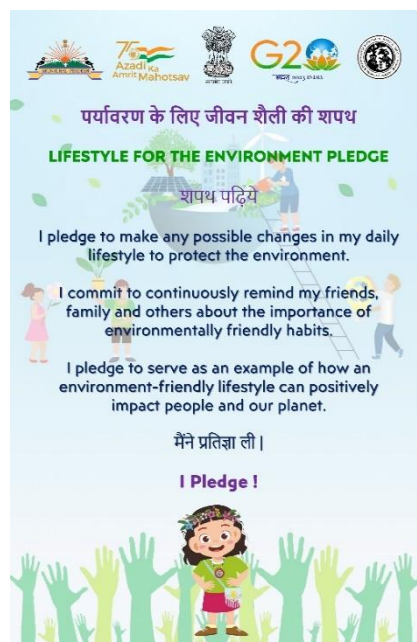 75
Azadi Ka
Amrit Mahotsav
G20
पर्यावरण के लिए जीवन शैली की शपथ
LIFESTYLE FOR THE ENVIRONMENT PLEDGE
शपथ पढ़िये
I pledge to make any possible changes in my daily
lifestyle to protect the environment.
I commit to continuously remind my friends,
family and others about the importance of
environmentally friendly habits.
I pledge to serve as an example of how an
environment-friendly lifestyle can positively
impact people and our planet.
मैंने प्रतिज्ञा ली |
I Pledge !